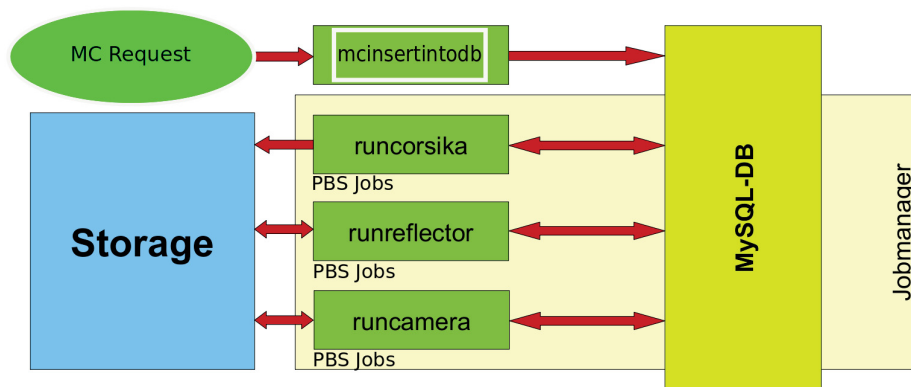 MC Request
mcinsertintodb
runcorsika
PBS Jobs
Storage
runreflector
PBS Jobs
runcamera
PBS Jobs
MySQL-DB
Jobmanager